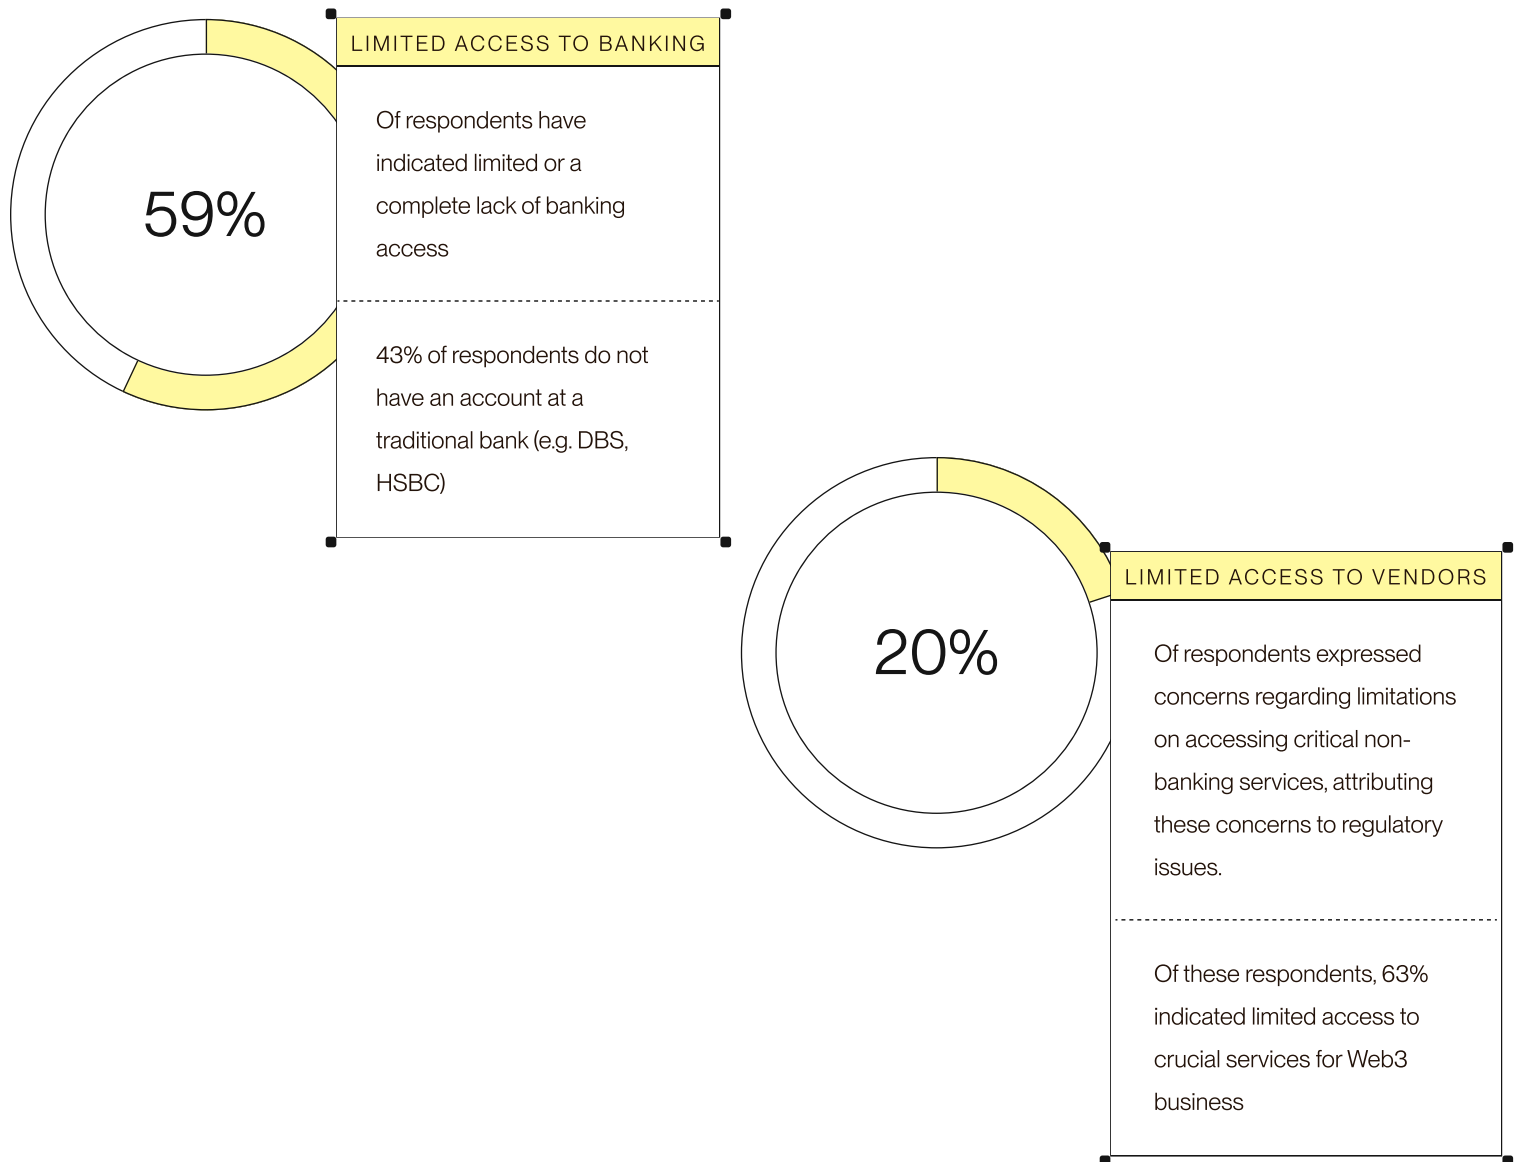 59%
LIMITED ACCESS TO BANKING
Of respondents have
indicated limited or a
complete lack of banking
access
43% of respondents do not
have an account at a
traditional bank (e.g. DBS,
HSBC)
20%
LIMITED ACCESS TO VENDORS
Of respondents expressed
concerns regarding limitations
on accessing critical non-
banking services, attributing
these concerns to regulatory
issues.
Of these respondents, 63%
indicated limited access to
crucial services for Web3
business